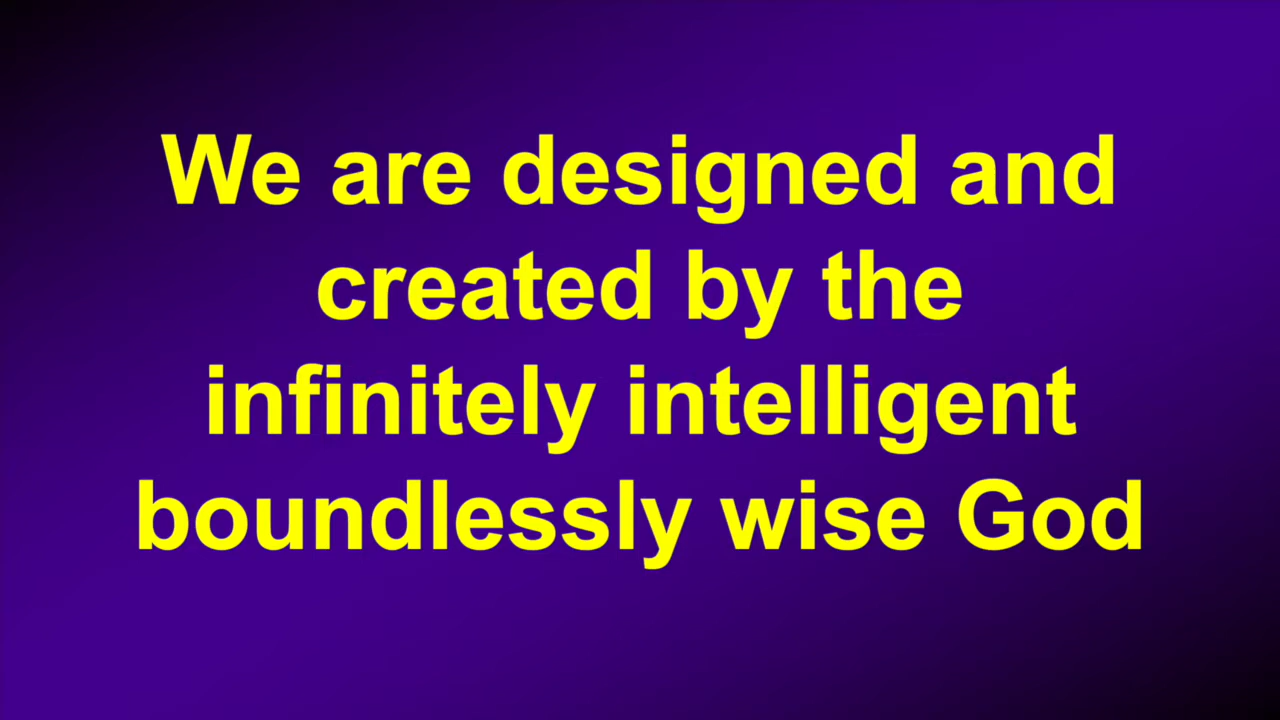 We are designed and
created by the
infinitely intelligent
boundlessly wise God